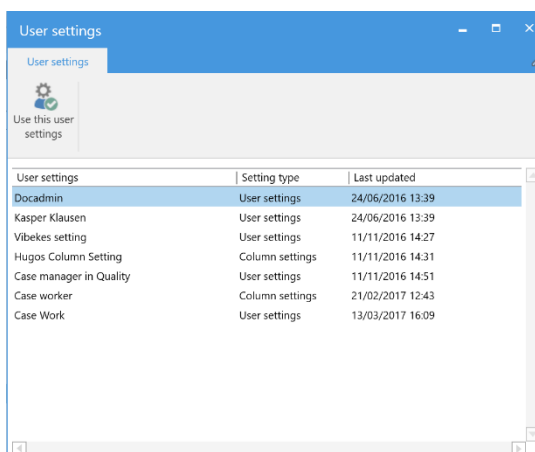 User settings
User settings
Use this user
settings
User settings Setting type Last updated
Docadmin User settings 24/06/2016 13:39
Kasper Klausen User settings 24/06/2016 13:39
Vibekes setting User settings 11/11/2016 14:27
Hugos Column Setting Column settings 11/11/2016 14:31
Case manager in Quality User settings 11/11/2016 14:51
Case worker Column settings 21/02/2017 12:43
Case Work User settings 13/03/2017 16:09